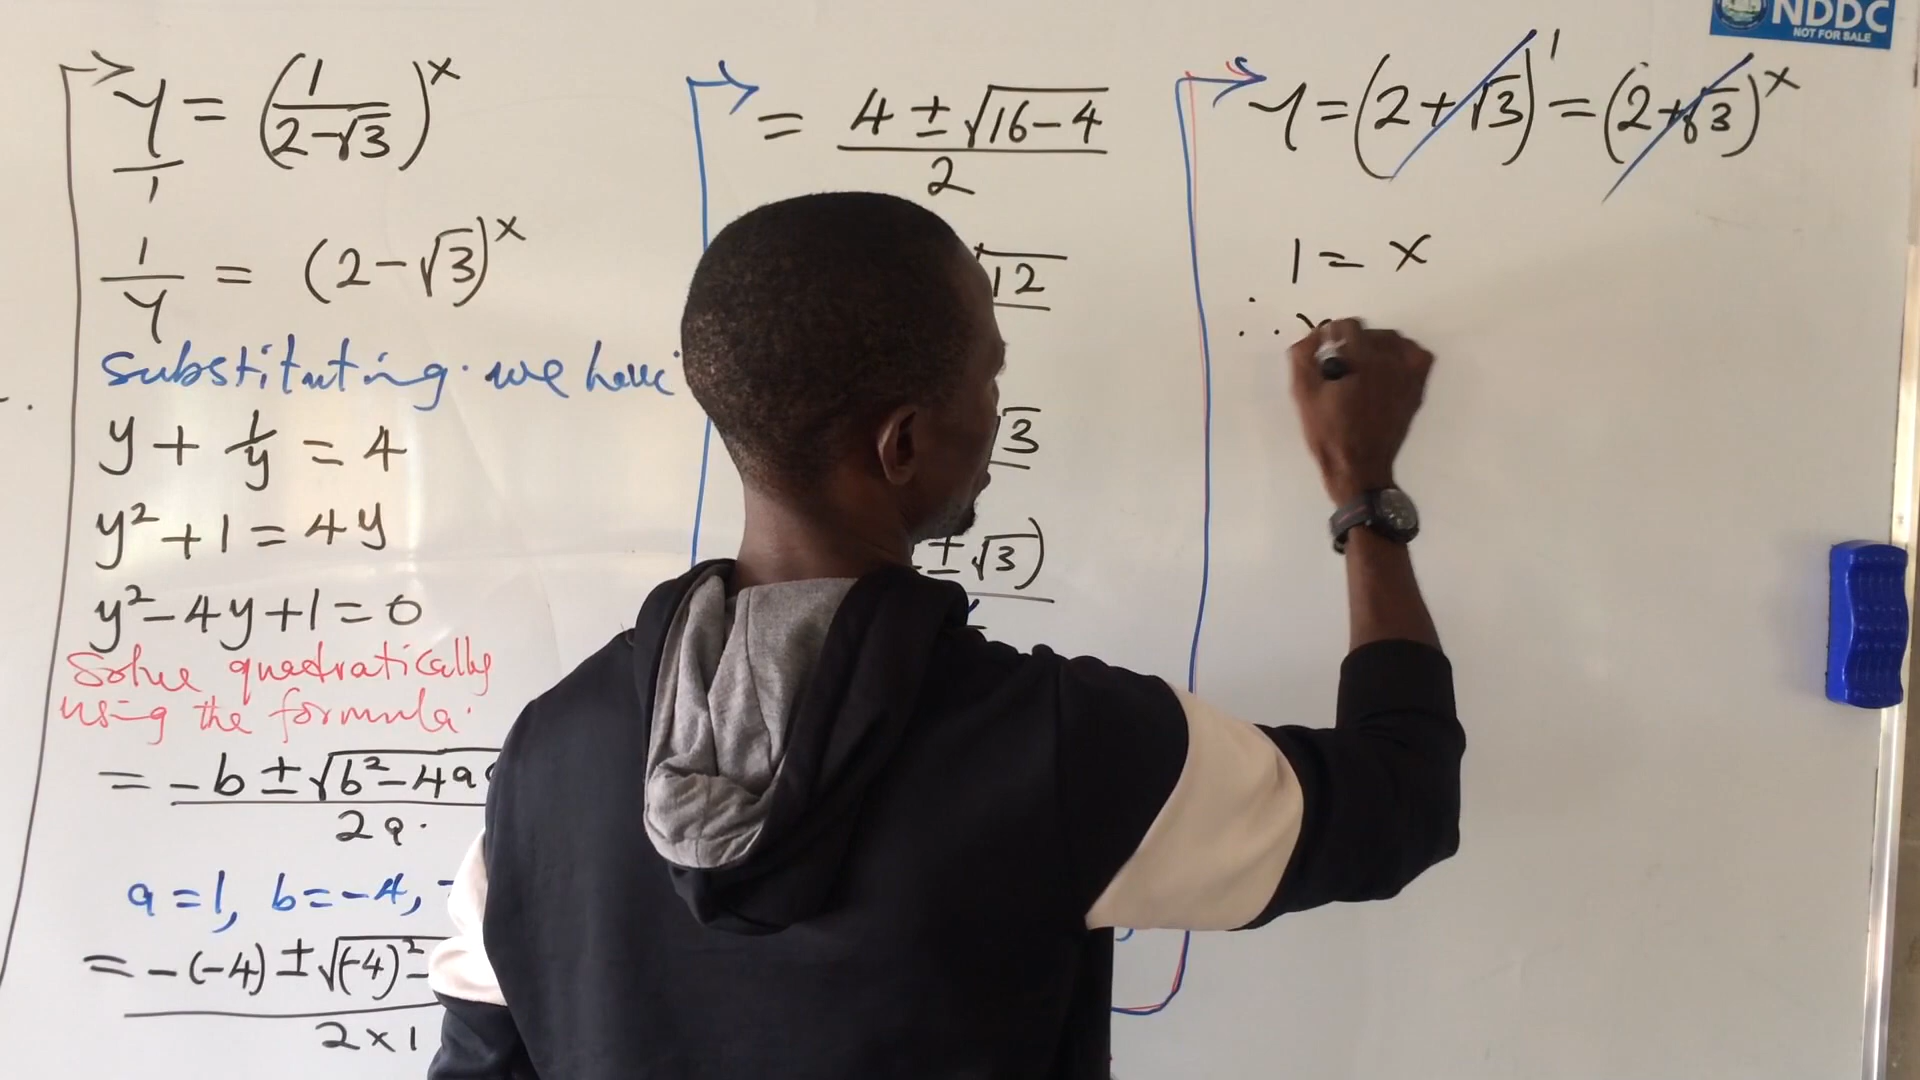 y/1 = (1/(2-√3))^x
1/y = (2-√3)^x
Substituting. we have
y + 1/y = 4
y² + 1 = 4y
y² - 4y + 1 = 0
Solve quadratically
using the formula.
= -b ± √b² - 4a
2a.
a = 1, b = -4,
= -(-4) ± √(-4)² -
2 x 1
= 4 ± √16 - 4
2
√12
√3
± √3)
y = (2 + √3)^1 = (2 + √3)^x
1 = x
∴ x
NDDC
NOT FOR SALE